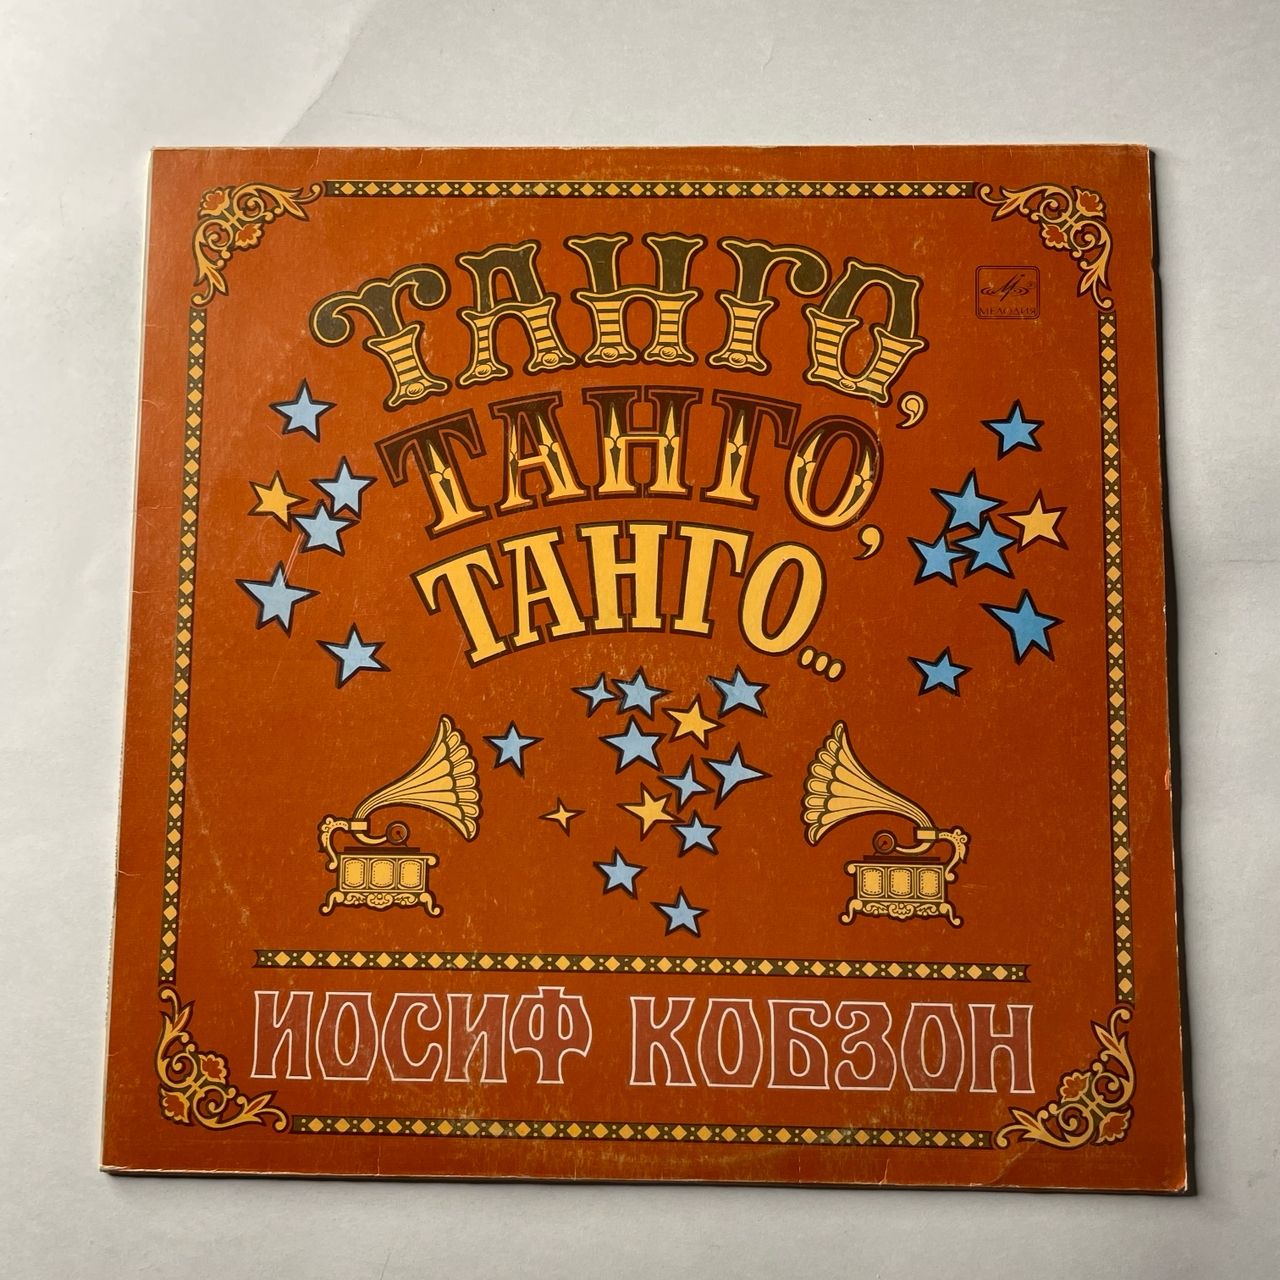 ТАНГО,
МЕЛОДИЯ
ТАНГО,
ТАНГО...
ИОСИФ КОБЗОН